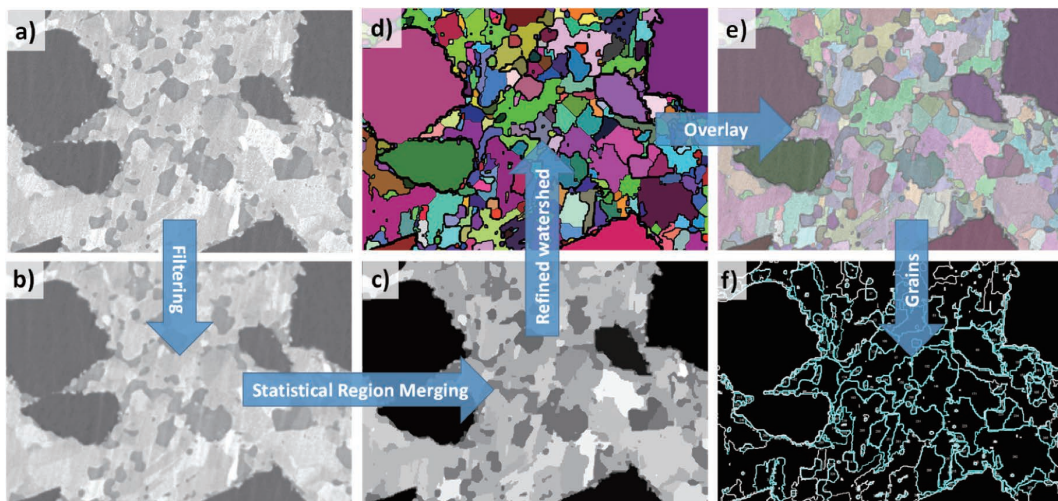 a)
d)
e)
Overlay
Filtering
Refined watershed
Grains
b)
c)
f)
Statistical Region Merging